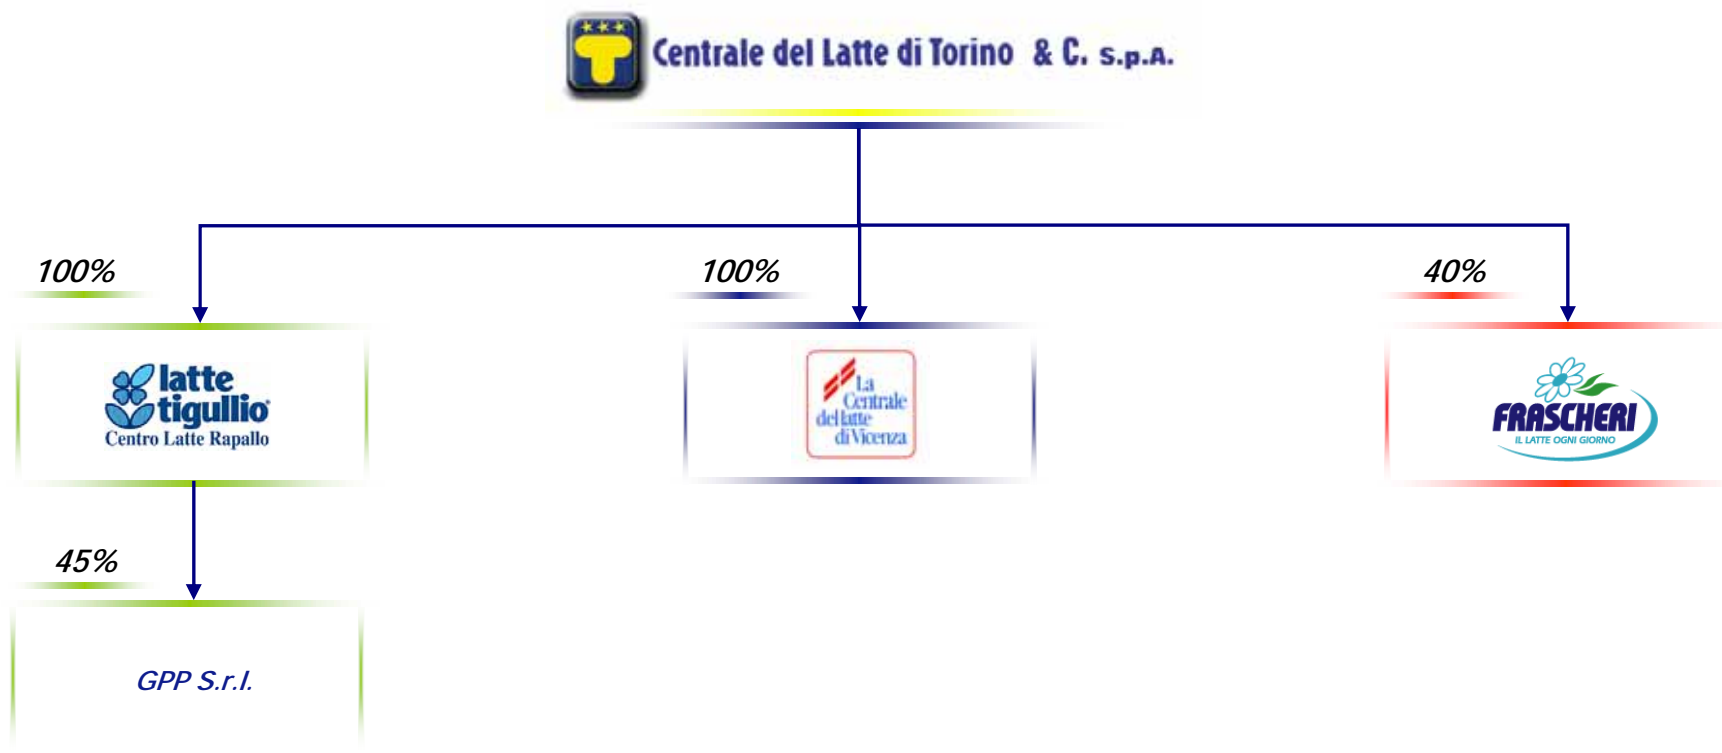 Centrale del Latte di Torino & C. S.p.A.
100%
100%
40%
latte
tigullio
Centro Latte Rapallo
La
Centrale
del latte
di Vicenza
FRASCHERI
IL LATTE OGNI GIORNO
45%
GPP S.r.l.